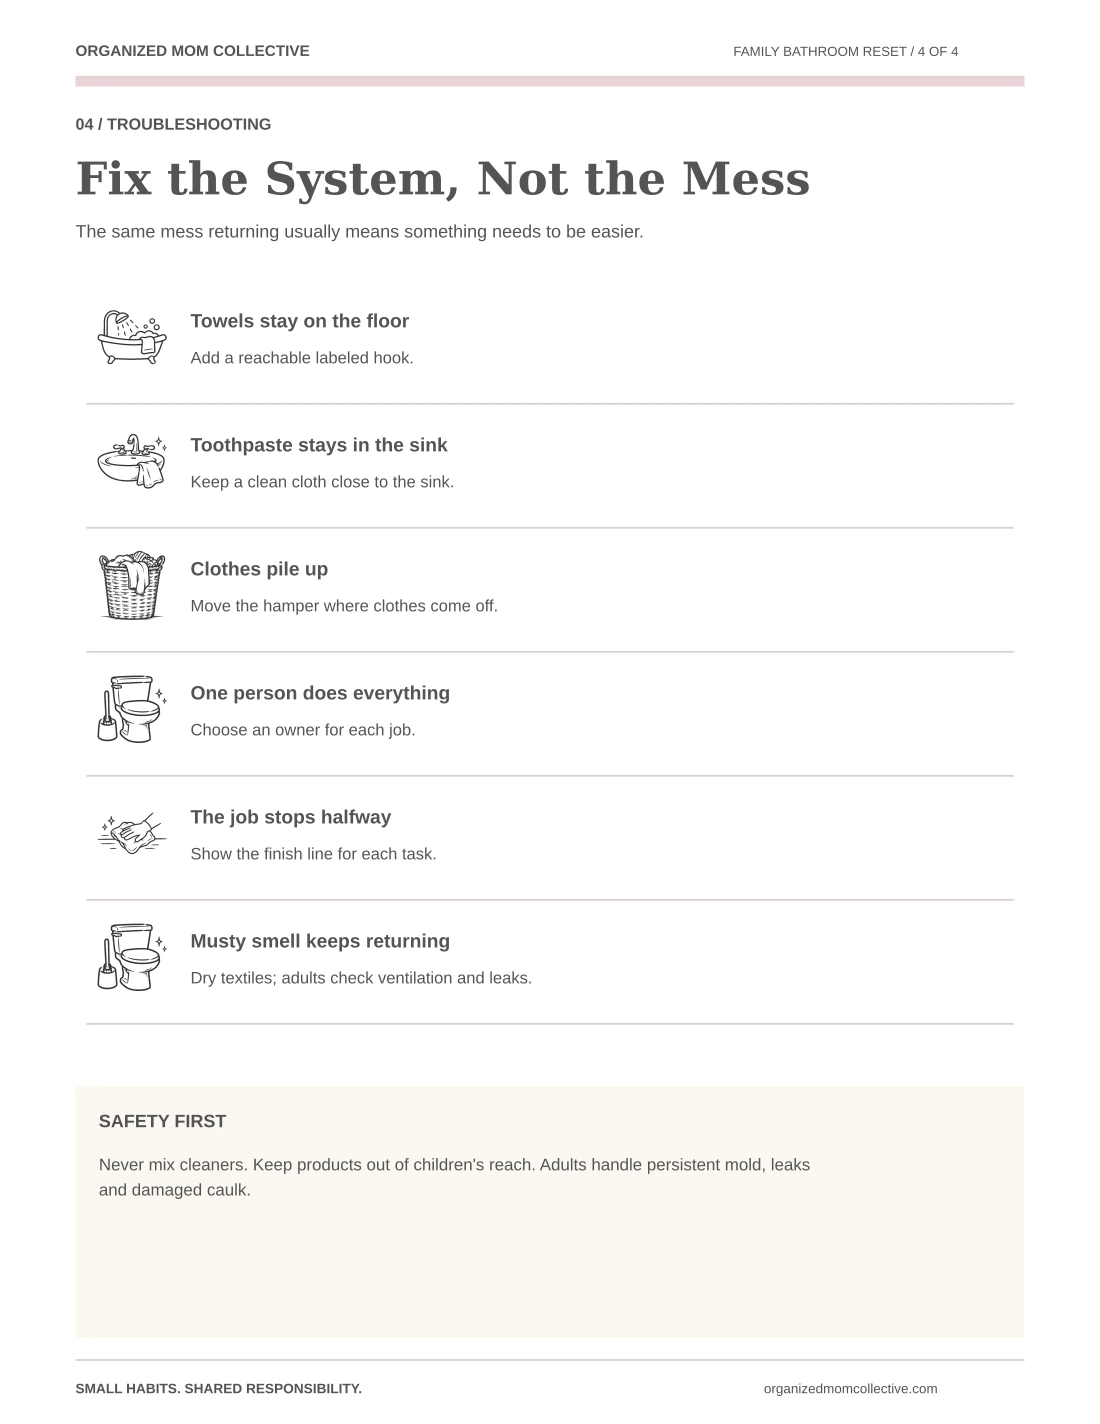 ORGANIZED MOM COLLECTIVE
FAMILY BATHROOM RESET / 4 OF 4
04 / TROUBLESHOOTING
Fix the System, Not the Mess
The same mess returning usually means something needs to be easier.
Towels stay on the floor
Add a reachable labeled hook.
Toothpaste stays in the sink
Keep a clean cloth close to the sink.
Clothes pile up
Move the hamper where clothes come off.
One person does everything
Choose an owner for each job.
The job stops halfway
Show the finish line for each task.
Musty smell keeps returning
Dry textiles; adults check ventilation and leaks.
SAFETY FIRST
Never mix cleaners. Keep products out of children's reach. Adults handle persistent mold, leaks
and damaged caulk.
SMALL HABITS. SHARED RESPONSIBILITY.
organizedmomcollective.com